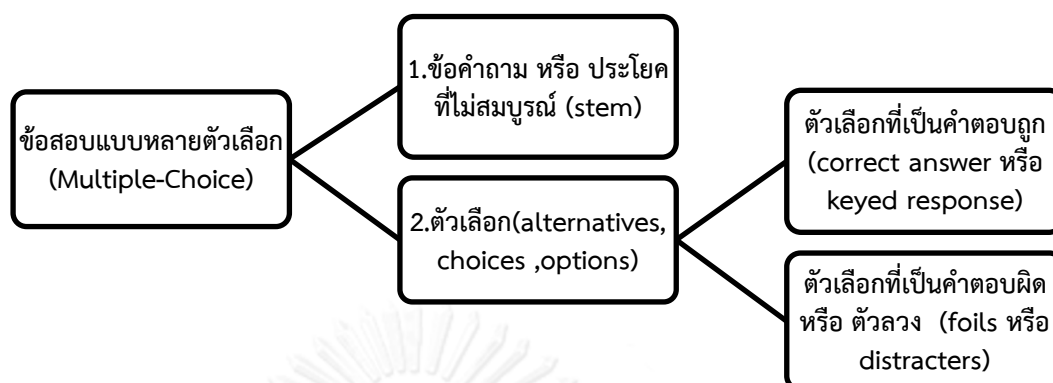 ข้อสอบแบบหลายตัวเลือก
(Multiple-Choice)
1.ข้อคำถาม หรือ ประโยค
ที่ไม่สมบูรณ์ (stem)
2.ตัวเลือก(alternatives,
choices ,options)
ตัวเลือกที่เป็นคำตอบถูก
(correct answer หรือ
keyed response)
ตัวเลือกที่เป็นคำตอบผิด
หรือ ตัวลวง (foils หรือ
distracters)